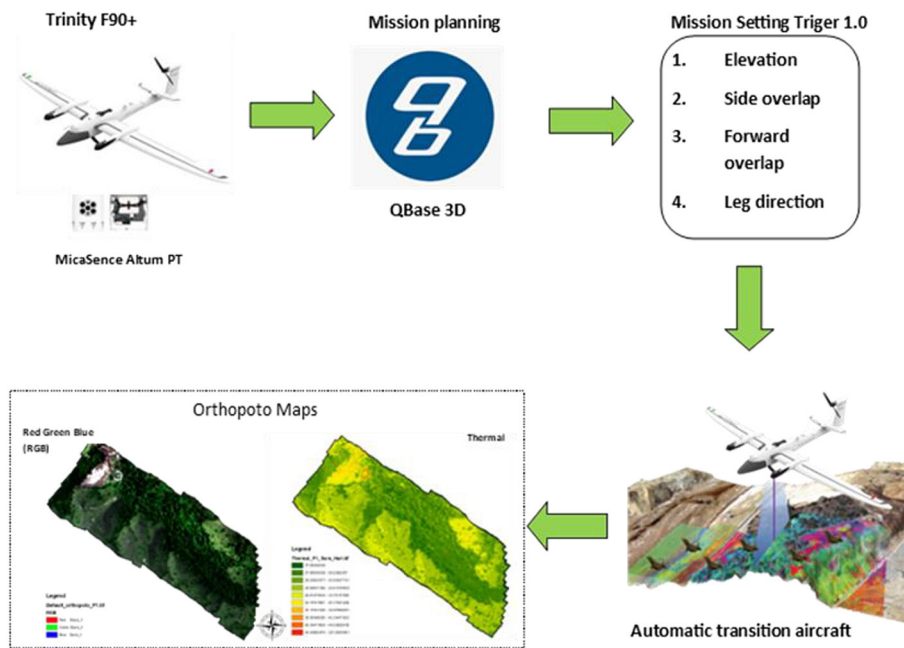 Trinity F90+
MicaSence Altum PT
Mission planning
QBase 3D
Mission Setting Triger 1.0
1. Elevation
2. Side overlap
3. Forward
overlap
4. Leg direction
Automatic transition aircraft
Orthopoto Maps
Red Green Blue
(RGB)
Legend
RGB
Thermal
Legend